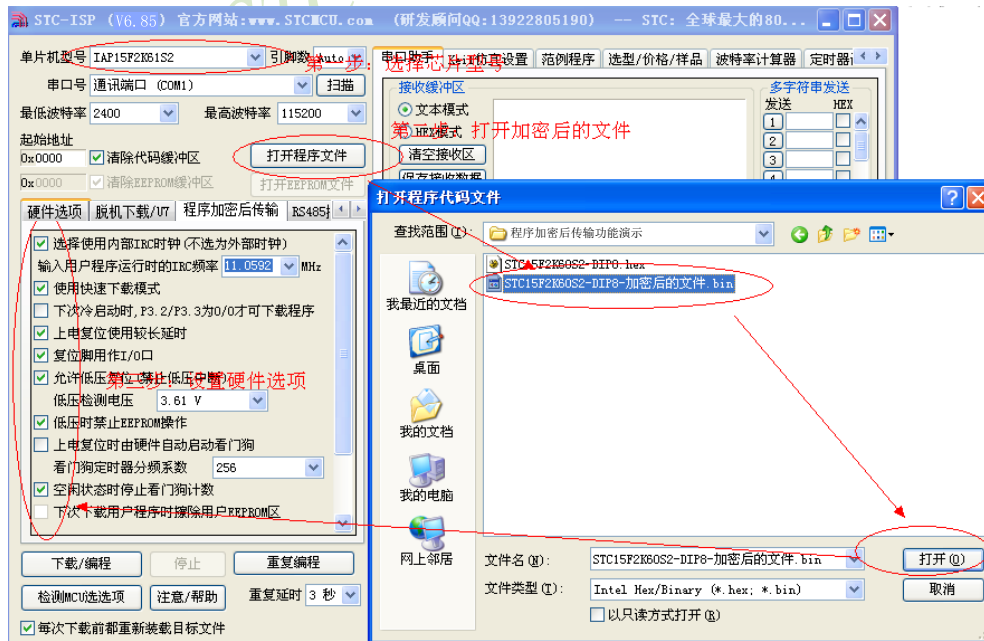 STC-ISP (V6.85) 官方网站:www.STCMCU.com (研发顾问QQ:13922805190) -- STC: 全球最大的80...
单片机型号 IAP15F2K61S2 引脚数 Auto
第一步：选择芯片型号
串口助手 Keil仿真设置 范例程序 选型/价格/样品 波特率计算器 定时器
串口号 通讯端口 (COM1) 扫描
接收缓冲区 多字符串发送
最低波特率 2400 最高波特率 115200
文本模式 发送 HEX
HEX模式 1
第二步：打开加密后的文件
起始地址 2
0x0000 清除代码缓冲区 打开程序文件 清空接收区 3
0x0000 清除EEPROM缓冲区 打开EEPROM文件 保存接收数据 4
硬件选项 脱机下载/U7 程序加密后传输 RS485
打开程序代码文件
选择使用内部IRC时钟(不选为外部时钟)
输入用户程序运行时的IRC频率 11.0592 MHz
使用快速下载模式
下次冷启动时,P3.2/P3.3为0/0才可下载程序
上电复位使用较长延时
复位脚用作I/O口
允许低压复位(禁止低压中断)
第三步：设置硬件选项
低压检测电压 3.61 V
低压时禁止EEPROM操作
上电复位时由硬件自动启动看门狗
看门狗定时器分频系数 256
空闲状态时停止看门狗计数
下次下载用户程序时擦除用户EEPROM区
下载/编程 停止 重复编程
检测MCU选选项 注意/帮助 重复延时 3 秒
每次下载前都重新装载目标文件
查找范围(I): 程序加密后传输功能演示
STC15F2K60S2-DIP8.hex
STC15F2K60S2-DIP8-加密后的文件.bin
我最近的文档
桌面
我的文档
我的电脑
网上邻居
文件名(N): STC15F2K60S2-DIP8-加密后的文件.bin 打开(O)
文件类型(T): Intel Hex/Binary (*.hex; *.bin) 取消
以只读方式打开(R)